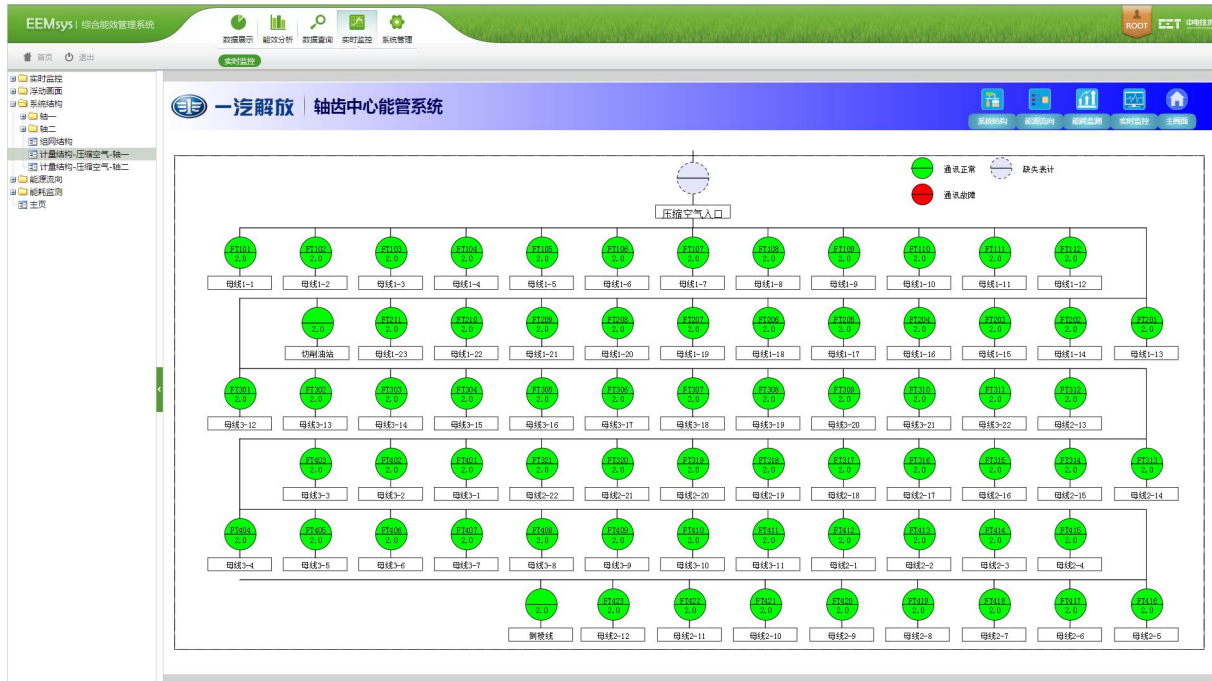 EEMsys | 综合能效管理系统
数据展示 能效分析 数据查询 实时监控 系统管理
ROOT CET
首页 退出
实时监控
实时监控
浮动画面
系统结构
轴一
轴二
组网结构
计量结构-压缩空气-轴一
计量结构-压缩空气-轴二
能源流向
能耗监测
主页
一汽解放 轴齿中心能管系统
系统结构 能源流向 能耗监测 实时监控 主画面
通讯正常 缺失表计
通讯故障
压缩空气入口
FT101 FT102 FT103 FT104 FT105 FT106 FT107 FT108 FT109 FT110 FT111 FT112
2.0 2.0 2.0 2.0 2.0 2.0 2.0 2.0 2.0 2.0 2.0 2.0
母线1-1 母线1-2 母线1-3 母线1-4 母线1-5 母线1-6 母线1-7 母线1-8 母线1-9 母线1-10 母线1-11 母线1-12
FT211 FT210 FT209 FT208 FT207 FT206 FT205 FT204 FT203 FT202 FT201
2.0 2.0 2.0 2.0 2.0 2.0 2.0 2.0 2.0 2.0 2.0 2.0
切削油站 母线1-23 母线1-22 母线1-21 母线1-20 母线1-19 母线1-18 母线1-17 母线1-16 母线1-15 母线1-14 母线1-13
FT301 FT302 FT303 FT304 FT305 FT306 FT307 FT308 FT309 FT310 FT311 FT312
2.0 2.0 2.0 2.0 2.0 2.0 2.0 2.0 2.0 2.0 2.0 2.0
母线3-12 母线3-13 母线3-14 母线3-15 母线3-16 母线3-17 母线3-18 母线3-19 母线3-20 母线3-21 母线3-22 母线2-13
FT403 FT402 FT401 FT321 FT320 FT319 FT318 FT317 FT316 FT315 FT314 FT313
2.0 2.0 2.0 2.0 2.0 2.0 2.0 2.0 2.0 2.0 2.0 2.0
母线3-3 母线3-2 母线3-1 母线2-22 母线2-21 母线2-20 母线2-19 母线2-18 母线2-17 母线2-16 母线2-15 母线2-14
FT404 FT405 FT406 FT407 FT408 FT409 FT410 FT411 FT412 FT413 FT414 FT415
2.0 2.0 2.0 2.0 2.0 2.0 2.0 2.0 2.0 2.0 2.0 2.0
母线3-4 母线3-5 母线3-6 母线3-7 母线3-8 母线3-9 母线3-10 母线3-11 母线2-1 母线2-2 母线2-3 母线2-4
FT423 FT422 FT421 FT420 FT419 FT418 FT417 FT416
2.0 2.0 2.0 2.0 2.0 2.0 2.0 2.0 2.0
倒棱线 母线2-12 母线2-11 母线2-10 母线2-9 母线2-8 母线2-7 母线2-6 母线2-5